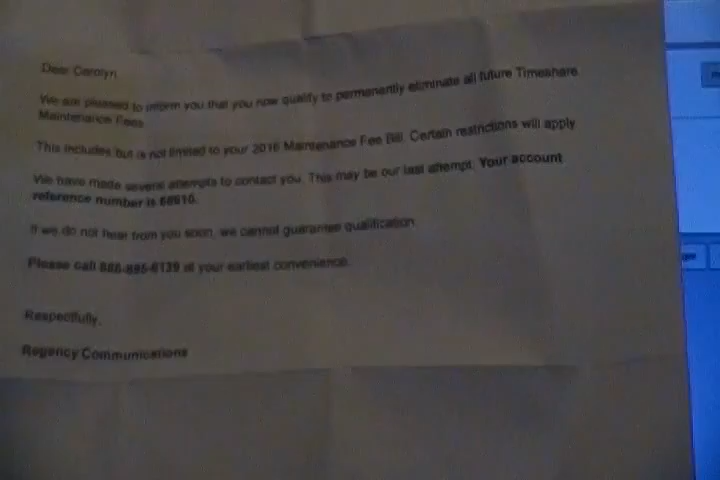 Dear Carolyn
We are pleased to inform you that you now qualify to permanently eliminate all future Timeshare
Maintenance Fees
This includes but is not limited to your 2016 Maintenance Fee Bill. Certain restrictions will apply
We have made several attempts to contact you. This may be our last attempt. Your account
reference number is
If we do not hear from you soon, we cannot guarantee qualification
Please call at your earliest convenience.
Respectfully,
Regency Communications